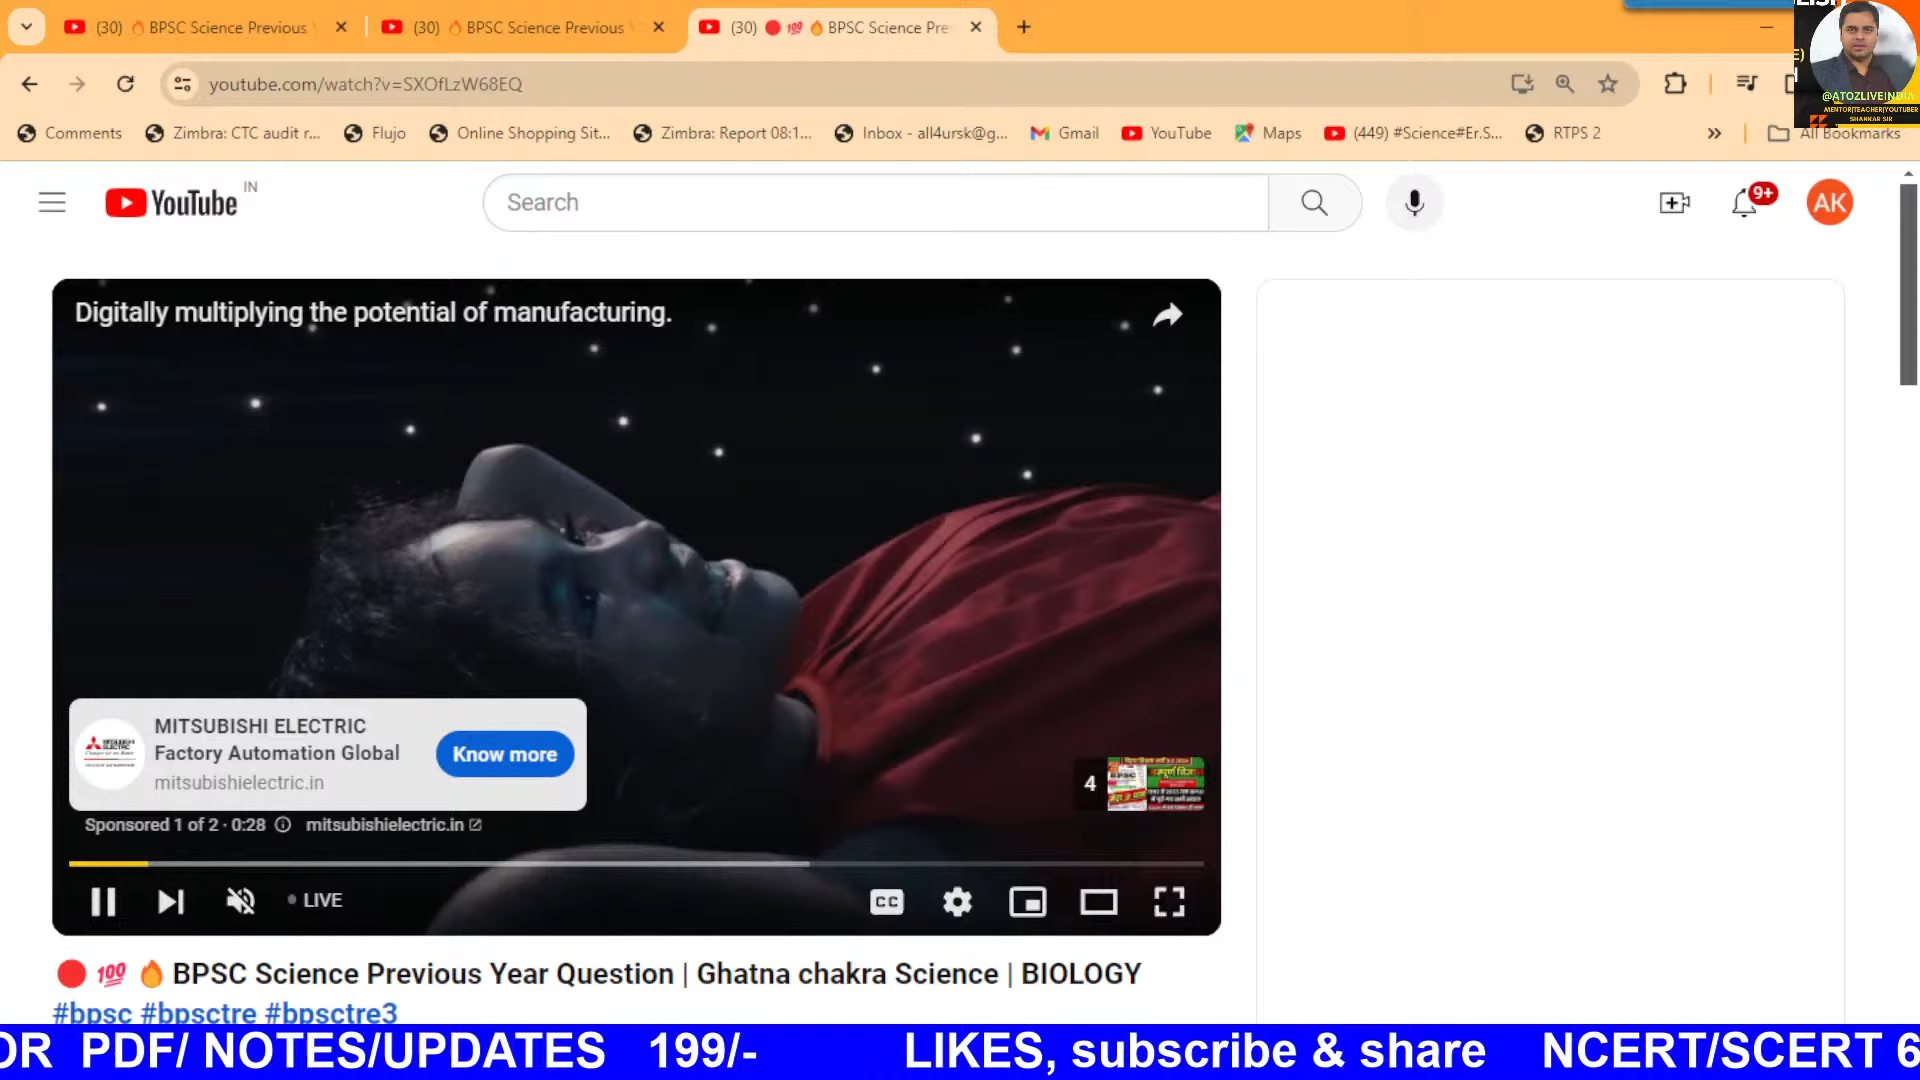 (30) 🔥 BPSC Science Previous
(30) 🔥 BPSC Science Previous
(30) 🔴 💯 🔥 BPSC Science Pre
youtube.com/watch?v=SXOfLzW68EQ
@ATOZLIVEINDIA
MENTOR|TEACHER|YOUTUBER
SHANKAR SIR
Comments
Zimbra: CTC audit r...
Flujo
Online Shopping Sit...
Zimbra: Report 08:1...
Inbox - all4ursk@g...
Gmail
YouTube
Maps
(449) #Science#Er.S...
RTPS 2
»
All Bookmarks
YouTube IN
Search
9+
AK
Digitally multiplying the potential of manufacturing.
MITSUBISHI ELECTRIC
Factory Automation Global
mitsubishielectric.in
Know more
4
Sponsored 1 of 2 · 0:28
mitsubishielectric.in
LIVE
CC
🔴 💯 🔥 BPSC Science Previous Year Question | Ghatna chakra Science | BIOLOGY
#bpsc #bpsctre #bpsctre3
OR PDF/ NOTES/UPDATES 199/- LIKES, subscribe & share NCERT/SCERT 6